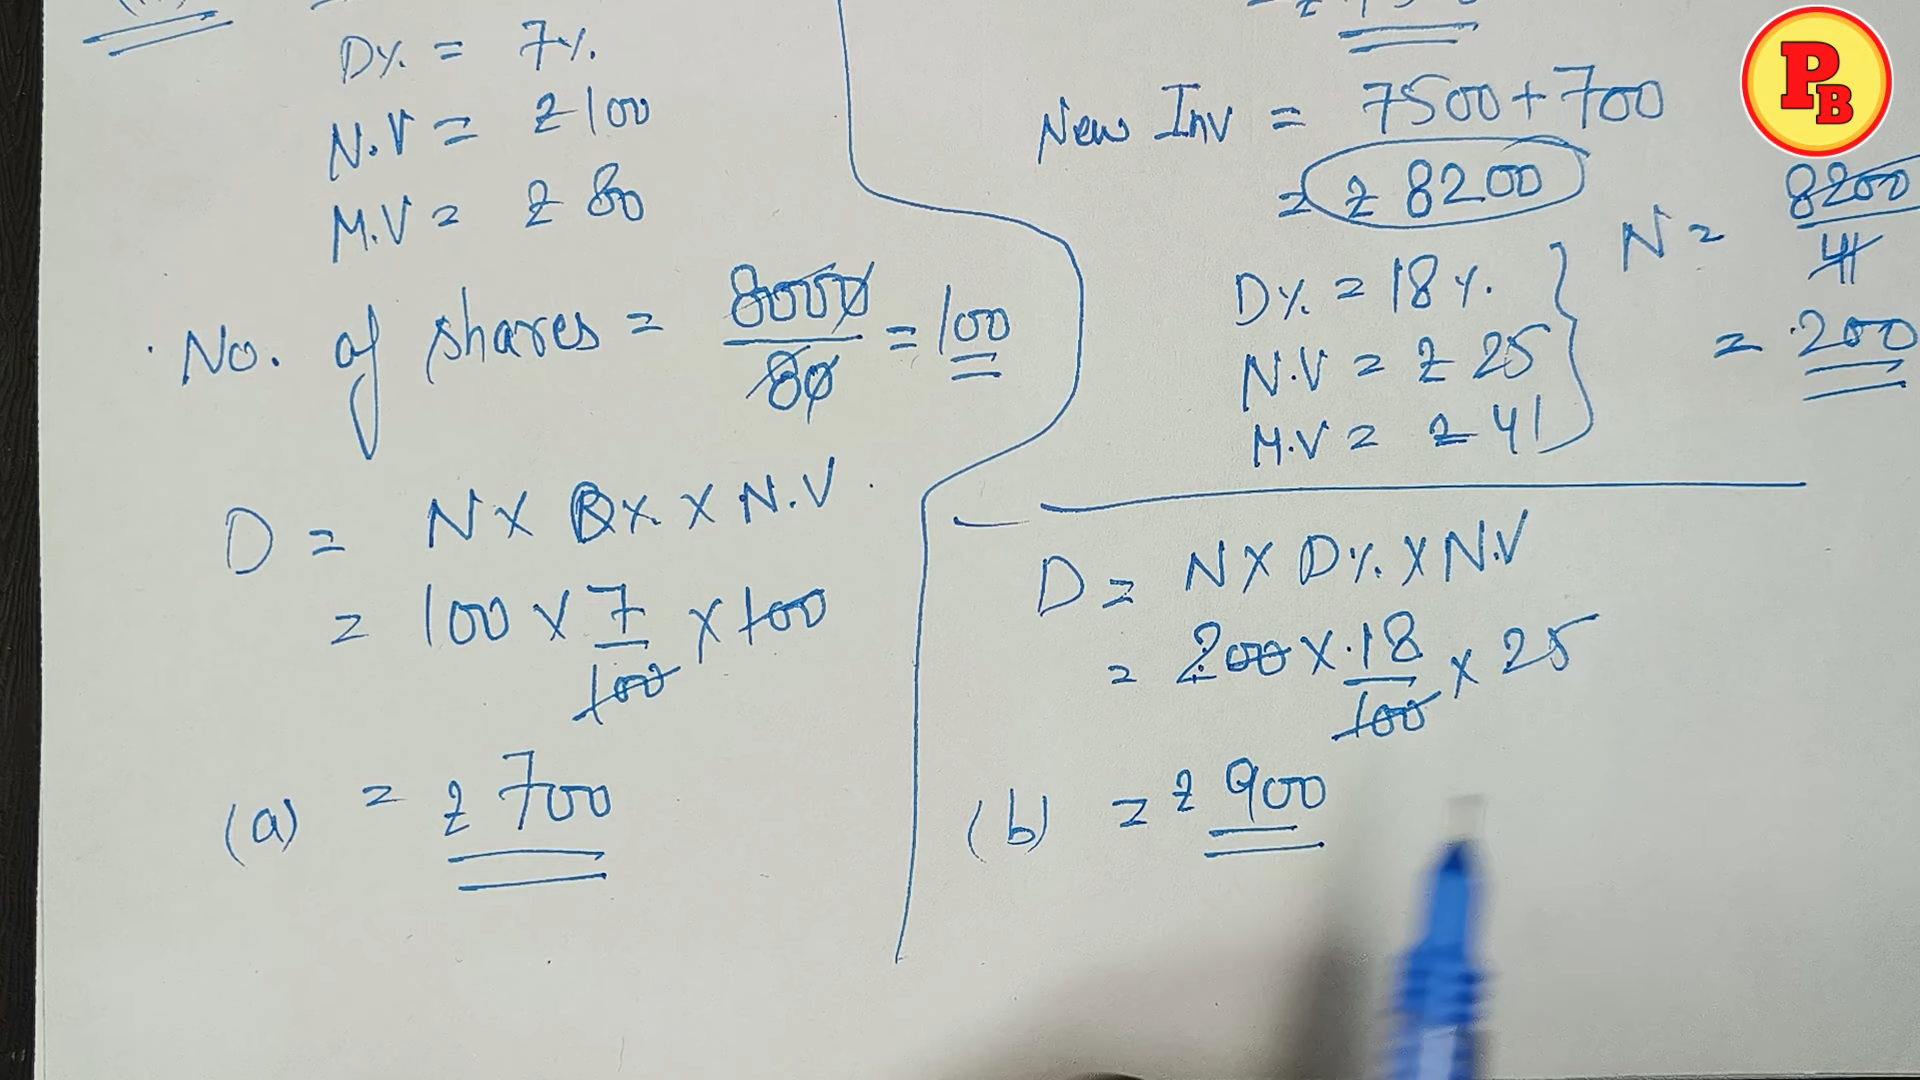 D% = 7%.
N.V = ₹100
M.V = ₹ 80
No. of shares = 8000/80 = 100
D = N X D% X N.V
= 100 X 7/100 X 100
(a) = ₹ 700
New Inv = 7500 + 700
= ₹ 8200
D% = 18%.
N.V = ₹ 25
M.V = ₹ 41
N = 8200/41
= 200
D = N X D% X N.V
= 200 X 18/100 X 25
(b) = ₹ 900
PB